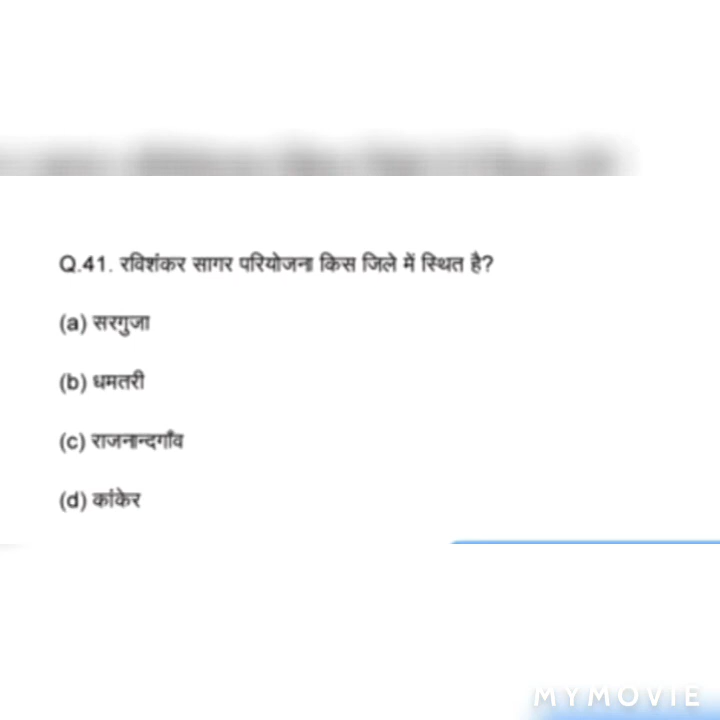 Q.41. रविशंकर सागर परियोजना किस जिले में स्थित है?
(a) सरगुजा
(b) धमतरी
(c) राजनान्दगाँव
(d) कांकेर
MYMOVIE